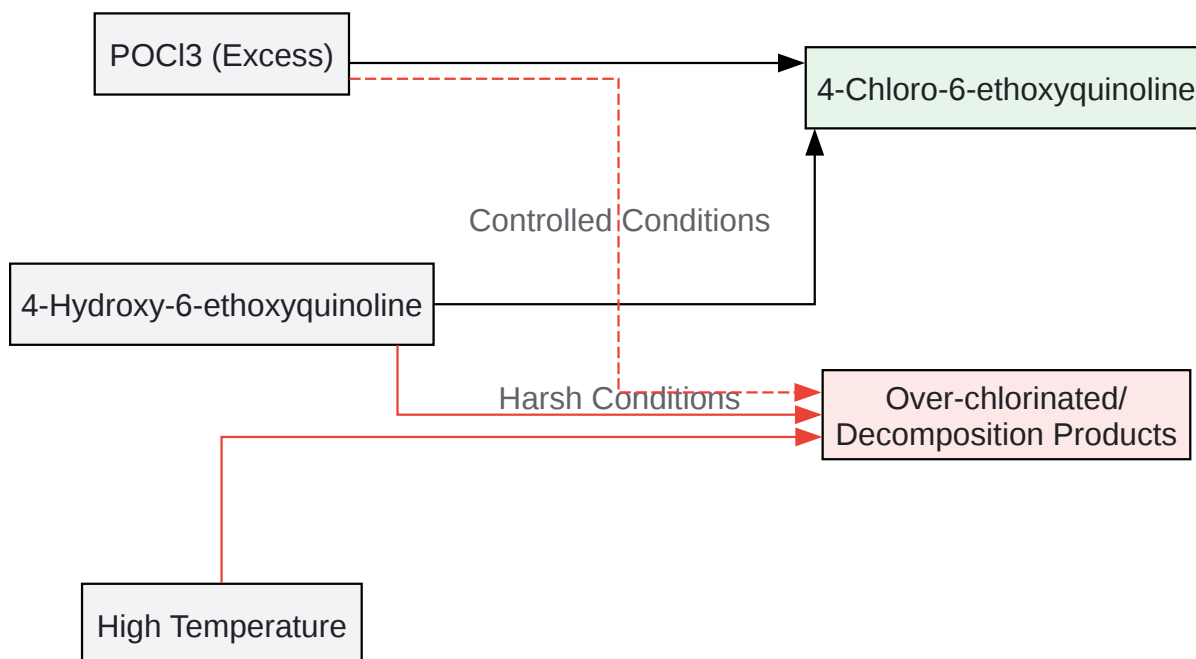 POCl3 (Excess)
4-Chloro-6-ethoxyquinoline
Controlled Conditions
4-Hydroxy-6-ethoxyquinoline
Harsh Conditions
Over-chlorinated/
Decomposition Products
High Temperature